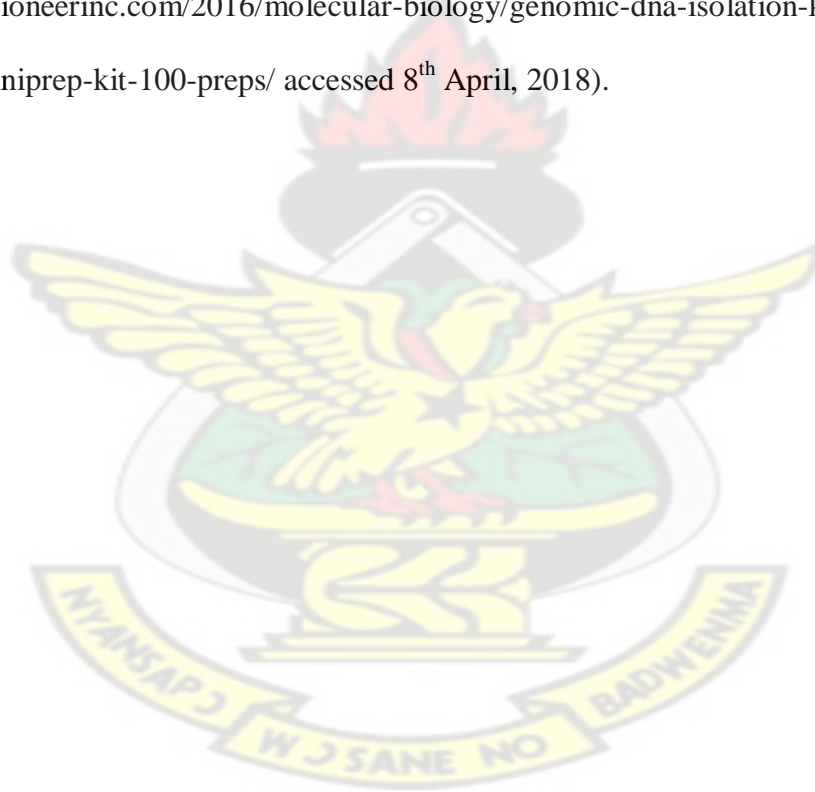 ioneerinc.com/2016/molecular-biology/genomic-dna-isolation-
niprep-kit-100-preps/ accessed 8th April, 2018).
NYANSAPƆ
WƆSANE NO
BADWENMA